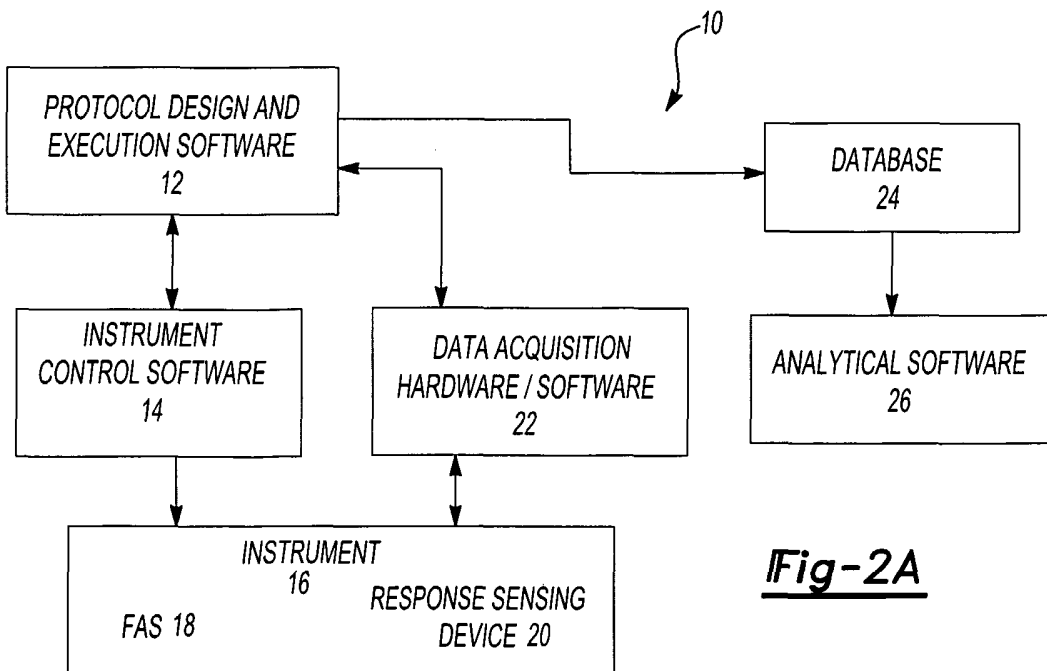 10
PROTOCOL DESIGN AND
EXECUTION SOFTWARE
12
DATABASE
24
INSTRUMENT
CONTROL SOFTWARE
14
DATA ACQUISITION
HARDWARE / SOFTWARE
22
ANALYTICAL SOFTWARE
26
INSTRUMENT
16
FAS 18
RESPONSE SENSING
DEVICE 20
Fig-2A